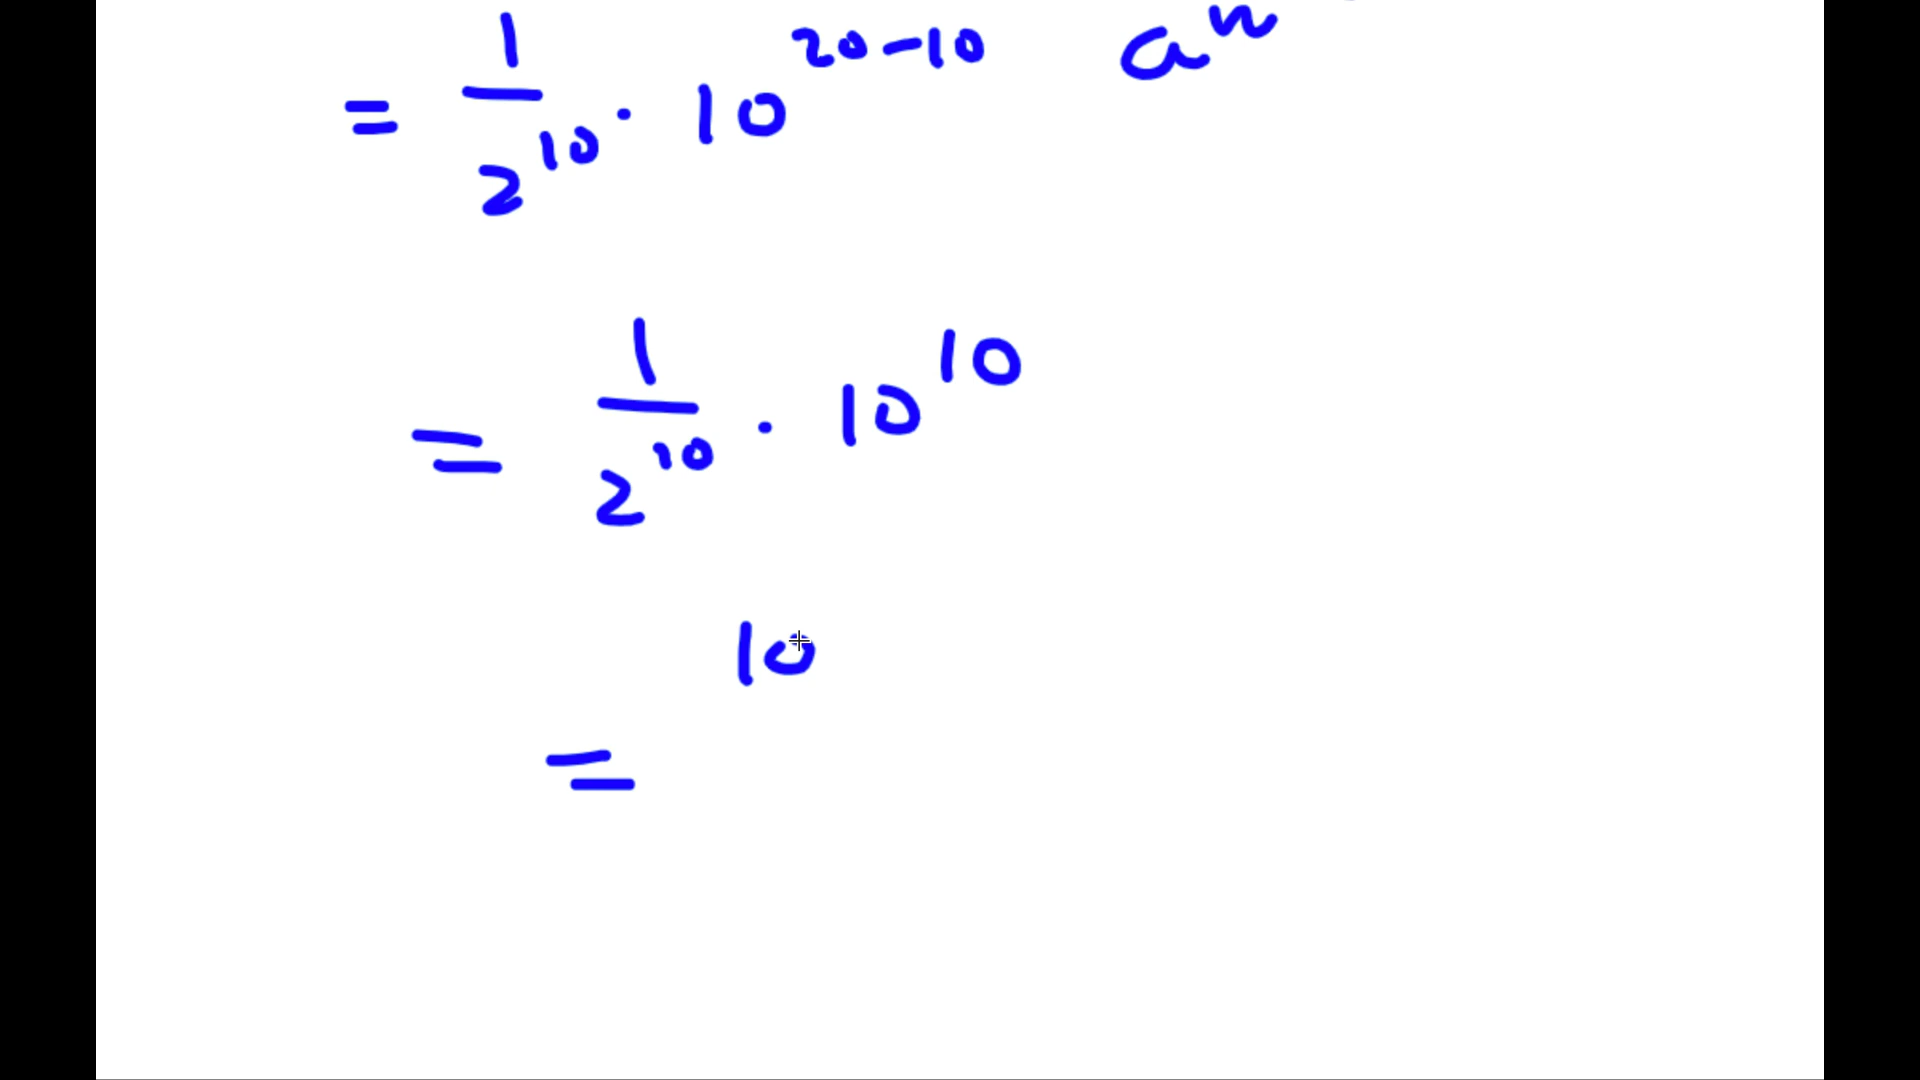 = 1/2^10 · 10^20-10 a^n
= 1/2^10 · 10^10
= 10